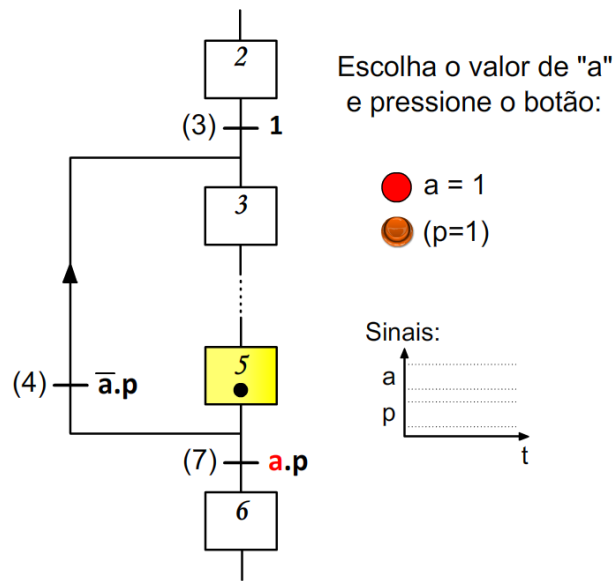 2
(3) 1
3
5
(4) a̅.p
(7) a.p
6
Escolha o valor de "a"
e pressione o botão:
a = 1
(p=1)
Sinais:
a
p
t